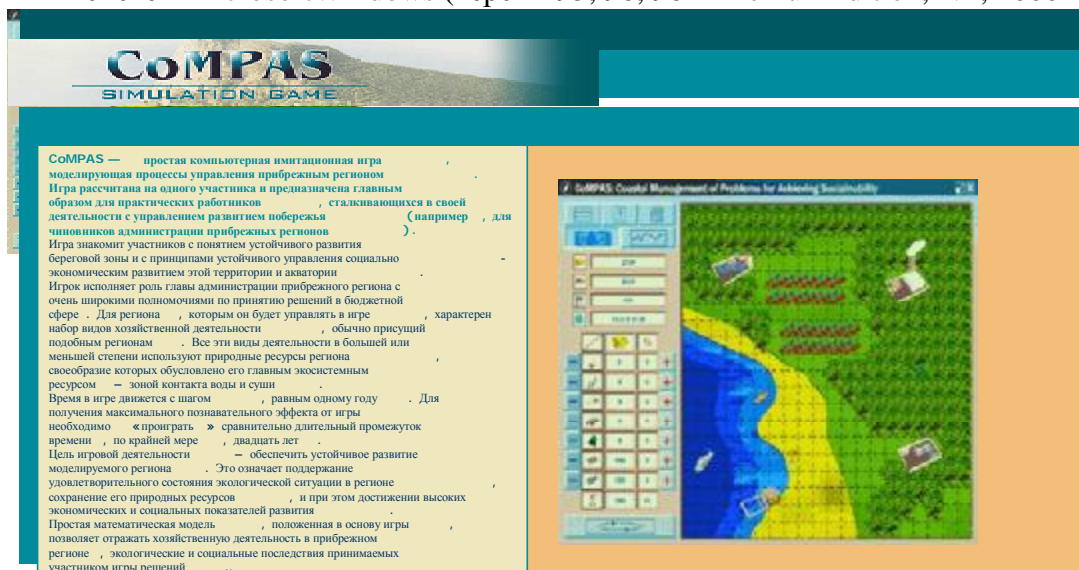 CoMPAS
SIMULATION GAME
CoMPAS — простая компьютерная имитационная игра ,
моделирующая процессы управления прибрежным регионом .
Игра рассчитана на одного участника и предназначена главным
образом для практических работников , сталкивающихся в своей
деятельности с управлением развитием побережья (например , для
чиновников администрации прибрежных регионов ).
Игра знакомит участников с понятием устойчивого развития
береговой зоны и с принципами устойчивого управления социально -
экономическим развитием этой территории и акватории .
Игрок исполняет роль главы администрации прибрежного региона с
очень широкими полномочиями по принятию решений в бюджетной
сфере . Для региона , которым он будет управлять в игре , характерен
набор видов хозяйственной деятельности , обычно присущий
подобным регионам . Все эти виды деятельности в большей или
меньшей степени используют природные ресурсы региона ,
своеобразие которых обусловлено его главным экосистемным
ресурсом – зоной контакта воды и суши .
Время в игре движется с шагом , равным одному году . Для
получения максимального познавательного эффекта от игры
необходимо «проиграть » сравнительно длительный промежуток
времени , по крайней мере , двадцать лет .
Цель игровой деятельности – обеспечить устойчивое развитие
моделируемого региона . Это означает поддержание
удовлетворительного состояния экологической ситуации в регионе ,
сохранение его природных ресурсов , и при этом достижении высоких
экономических и социальных показателей развития .
Простая математическая модель , положенная в основу игры ,
позволяет отражать хозяйственную деятельность в прибрежном
регионе , экологические и социальные последствия принимаемых
участником игры решений
CoMPAS: Coastal Management of Problems for Achieving Sustainability